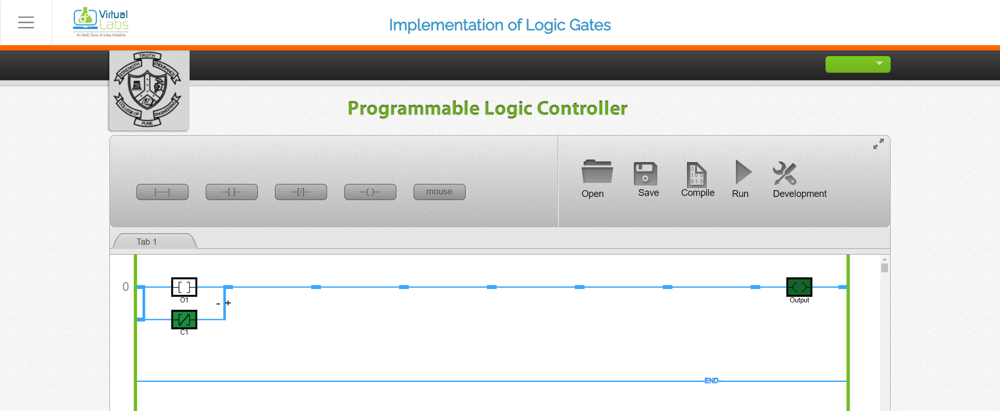 Virtual
Labs
An MoE Govt of India Initiative
Implementation of Logic Gates
TRUTH
STRENGTH
ENDURANCE
COLLEGE OF
ENGINEERING
PUNE
Programmable Logic Controller
|----|
--[ ]--
--[/]--
--( )--
mouse
Open
Save
Compile
Run
Development
Tab 1
0
O1
Output
- +
C1
END